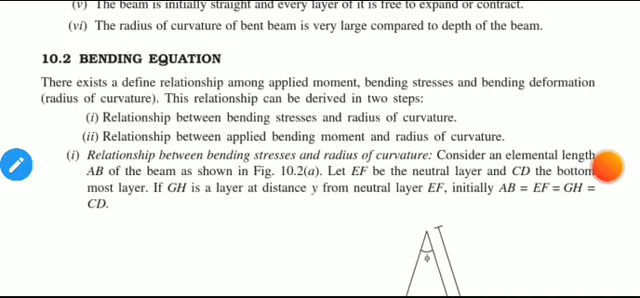 (v) The beam is initially straight and every layer of it is free to expand or contract.
(vi) The radius of curvature of bent beam is very large compared to depth of the beam.
10.2 BENDING EQUATION
There exists a define relationship among applied moment, bending stresses and bending deformation
(radius of curvature). This relationship can be derived in two steps:
(i) Relationship between bending stresses and radius of curvature.
(ii) Relationship between applied bending moment and radius of curvature.
(i) Relationship between bending stresses and radius of curvature: Consider an elemental length
AB of the beam as shown in Fig. 10.2(a). Let EF be the neutral layer and CD the bottom
most layer. If GH is a layer at distance y from neutral layer EF, initially AB = EF = GH =
CD.
ϕ